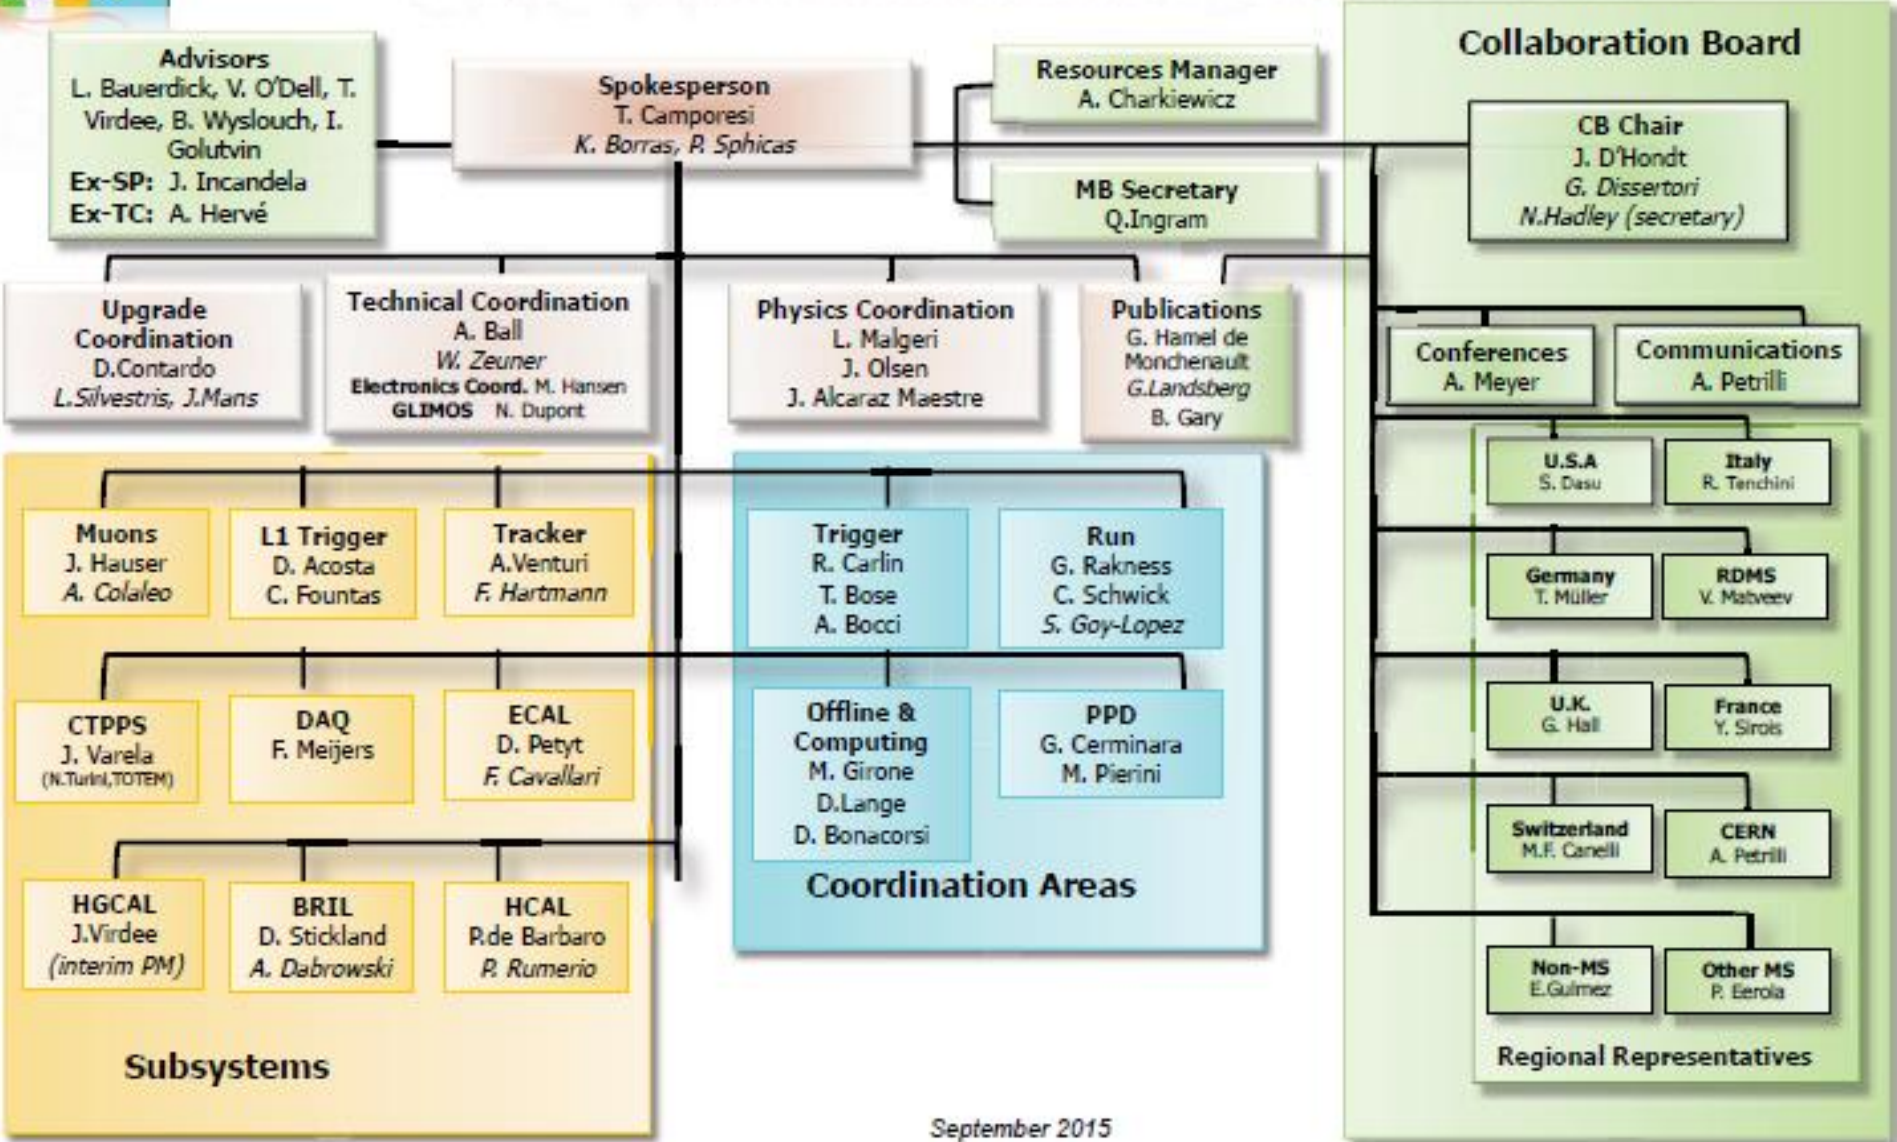 Advisors
L. Bauerdick, V. O'Dell, T.
Virdee, B. Wyslouch, I.
Golutvin
Ex-SP: J. Incandela
Ex-TC: A. Hervé
Spokesperson
T. Camporesi
K. Borras, P. Sphicas
Resources Manager
A. Charkiewicz
MB Secretary
Q.Ingram
Collaboration Board
CB Chair
J. D'Hondt
G. Dissertori
N.Hadley (secretary)
Upgrade
Coordination
D.Contardo
L.Silvestris, J.Mans
Technical Coordination
A. Ball
W. Zeuner
Electronics Coord. M. Hansen
GLIMOS N. Dupont
Physics Coordination
L. Malgeri
J. Olsen
J. Alcaraz Maestre
Publications
G. Hamel de
Monchenault
G.Landsberg
B. Gary
Conferences
A. Meyer
Communications
A. Petrilli
U.S.A
S. Dasu
Italy
R. Tenchini
Germany
T. Müller
RDMS
V. Matveev
U.K.
G. Hall
France
Y. Sirois
Switzerland
M.F. Canelli
CERN
A. Petrilli
Non-MS
E.Gulmez
Other MS
P. Eerola
Regional Representatives
Muons
J. Hauser
A. Colaleo
L1 Trigger
D. Acosta
C. Fountas
Tracker
A.Venturi
F. Hartmann
CTPPS
J. Varela
(N.Turini,TOTEM)
DAQ
F. Meijers
ECAL
D. Petyt
F. Cavallari
HGCAL
J.Virdee
(interim PM)
BRIL
D. Stickland
A. Dabrowski
HCAL
P.de Barbaro
P. Rumerio
Subsystems
Trigger
R. Carlin
T. Bose
A. Bocci
Run
G. Rakness
C. Schwick
S. Goy-Lopez
Offline &
Computing
M. Girone
D.Lange
D. Bonacorsi
PPD
G. Cerminara
M. Pierini
Coordination Areas
September 2015